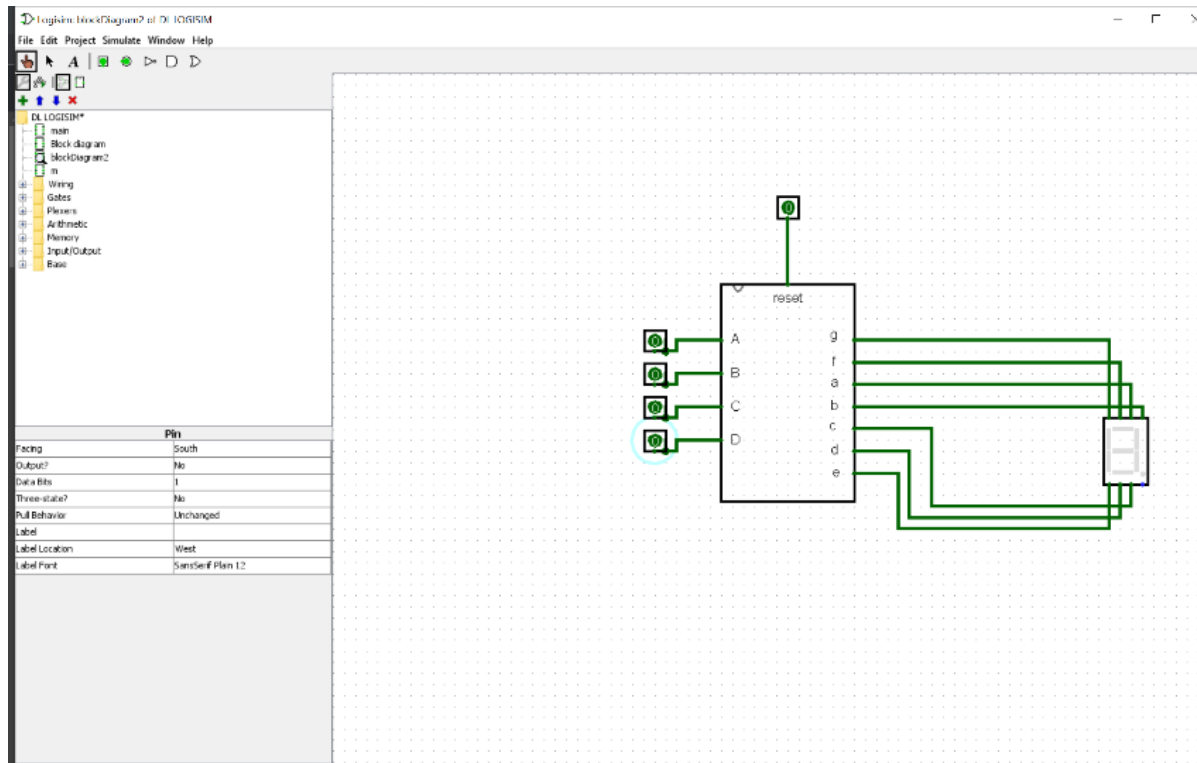 Logisim: blockDiagram2 of DL LOGISIM
File Edit Project Simulate Window Help
A
DL LOGISIM*
main
Block diagram
blockDiagram2
m
Wiring
Gates
Plexers
Arithmetic
Memory
Input/Output
Base
Pin
Facing South
Output? No
Data Bits 1
Three-state? No
Pull Behavior Unchanged
Label
Label Location West
Label Font SansSerif Plain 12
0
reset
0 A g
f
0 B a
0 C b
c
0 D d
e